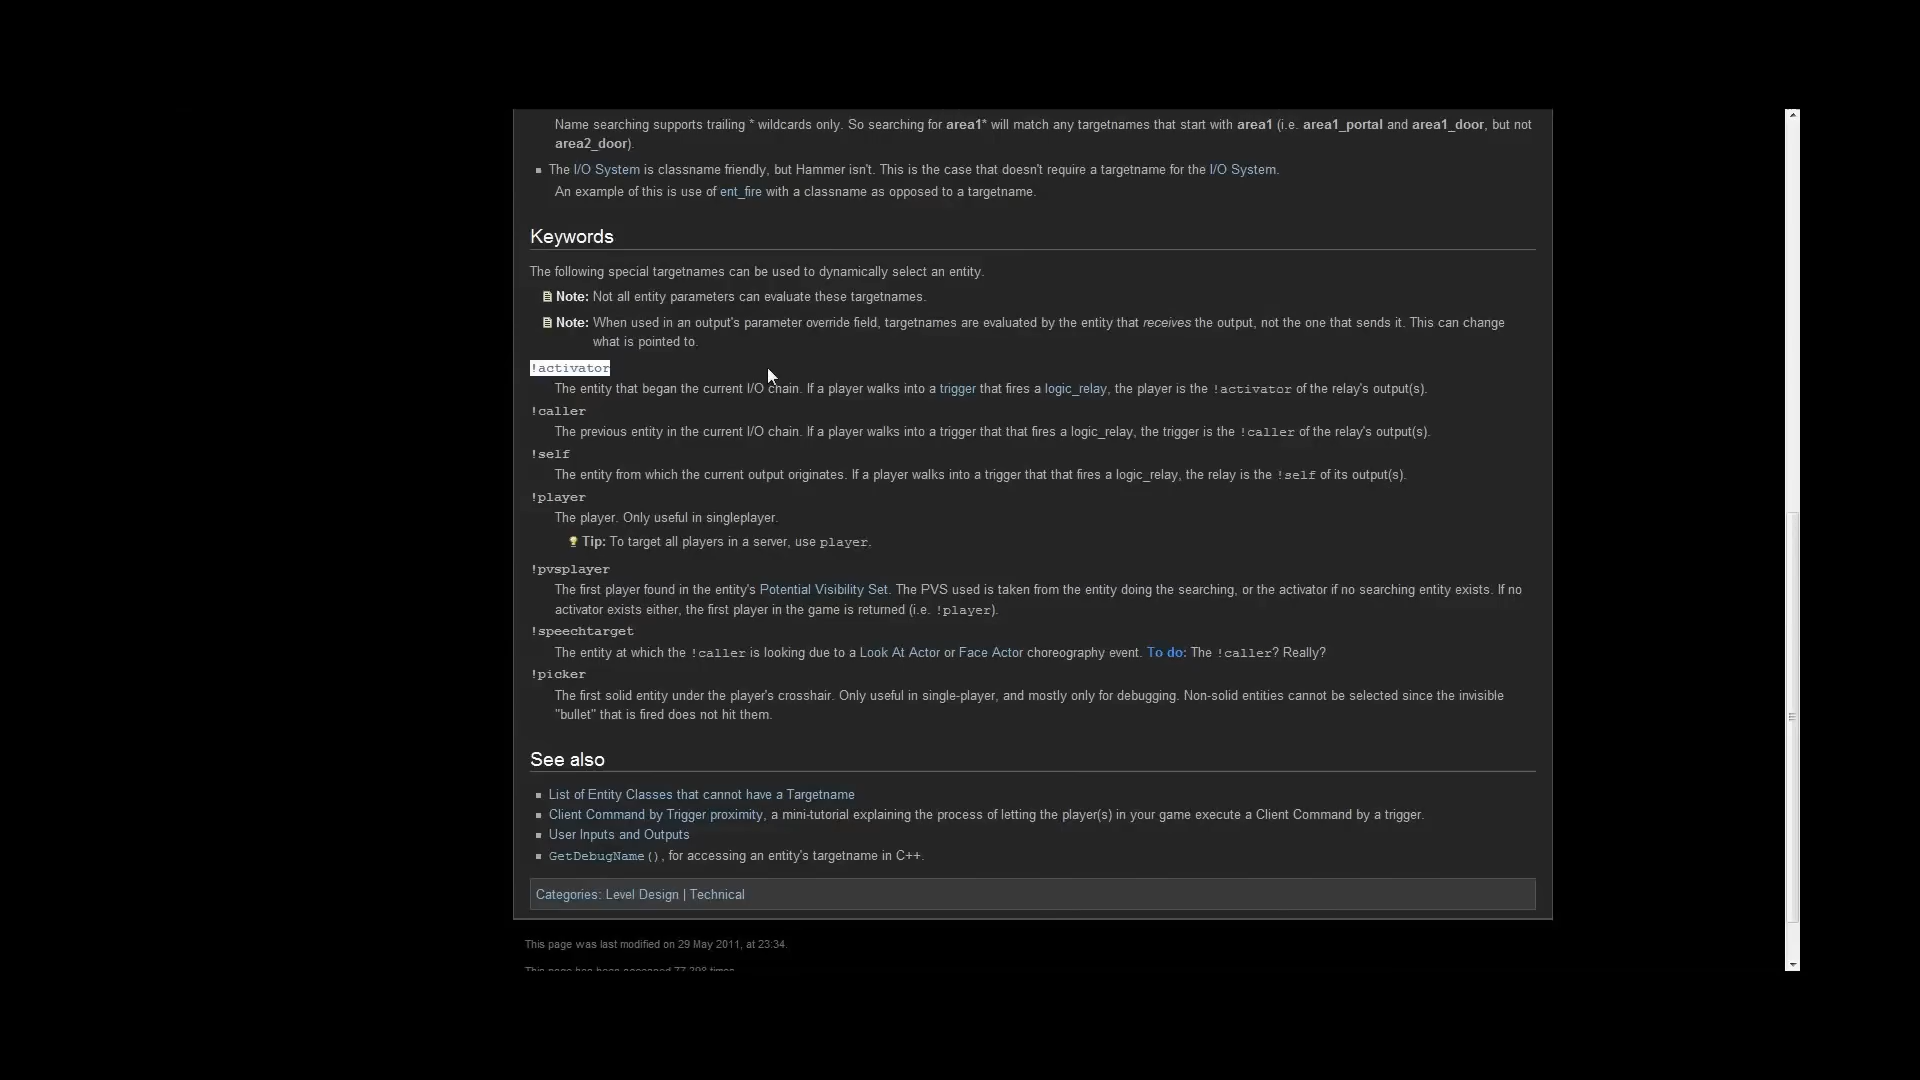 Name searching supports trailing * wildcards only. So searching for area1* will match any targetnames that start with area1 (i.e. area1_portal and area1_door, but not
area2_door).
The I/O System is classname friendly, but Hammer isn't. This is the case that doesn't require a targetname for the I/O System.
An example of this is use of ent_fire with a classname as opposed to a targetname.
Keywords
The following special targetnames can be used to dynamically select an entity.
Note: Not all entity parameters can evaluate these targetnames.
Note: When used in an output's parameter override field, targetnames are evaluated by the entity that receives the output, not the one that sends it. This can change
what is pointed to.
!activator
The entity that began the current I/O chain. If a player walks into a trigger that fires a logic_relay, the player is the !activator of the relay's output(s).
!caller
The previous entity in the current I/O chain. If a player walks into a trigger that that fires a logic_relay, the trigger is the !caller of the relay's output(s).
!self
The entity from which the current output originates. If a player walks into a trigger that that fires a logic_relay, the relay is the !self of its output(s).
!player
The player. Only useful in singleplayer.
Tip: To target all players in a server, use player.
!pvsplayer
The first player found in the entity's Potential Visibility Set. The PVS used is taken from the entity doing the searching, or the activator if no searching entity exists. If no
activator exists either, the first player in the game is returned (i.e. !player).
!speechtarget
The entity at which the !caller is looking due to a Look At Actor or Face Actor choreography event. To do: The !caller? Really?
!picker
The first solid entity under the player's crosshair. Only useful in single-player, and mostly only for debugging. Non-solid entities cannot be selected since the invisible
"bullet" that is fired does not hit them.
See also
List of Entity Classes that cannot have a Targetname
Client Command by Trigger proximity, a mini-tutorial explaining the process of letting the player(s) in your game execute a Client Command by a trigger.
User Inputs and Outputs
GetDebugName(), for accessing an entity's targetname in C++.
Categories: Level Design | Technical
This page was last modified on 29 May 2011, at 23:34.
This page has been accessed 77,298 times.